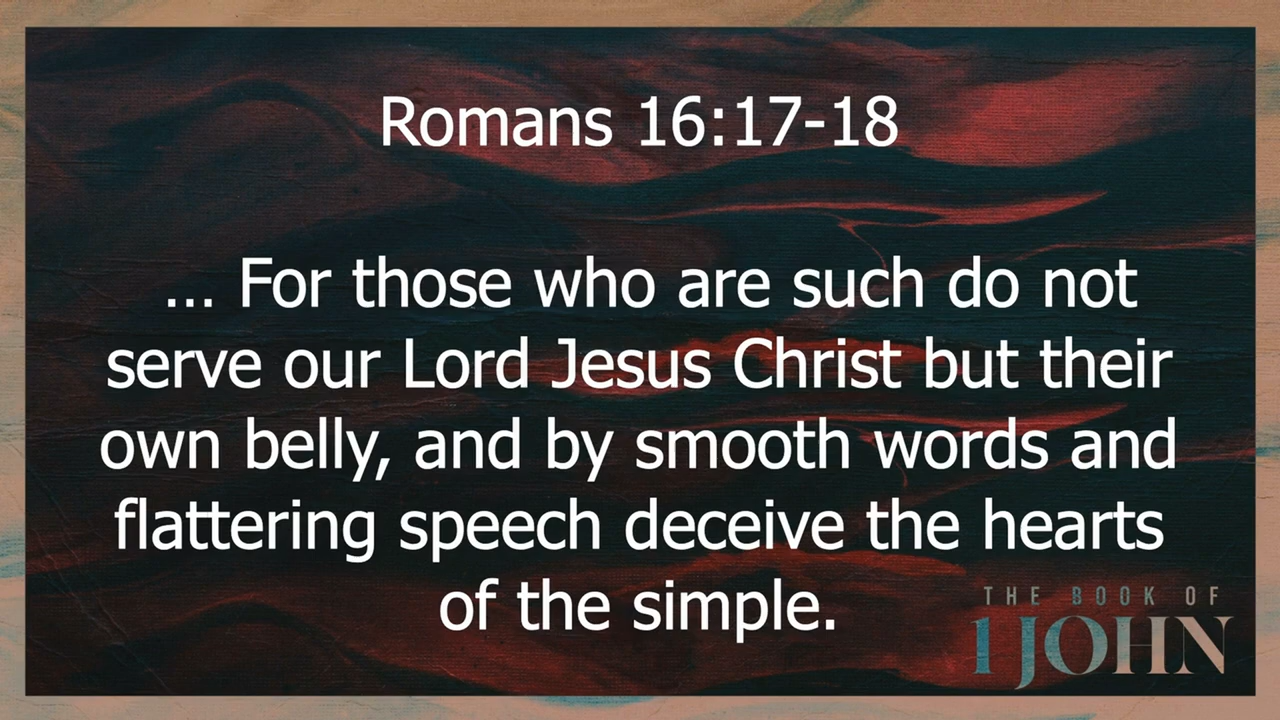 Romans 16:17-18
... For those who are such do not
serve our Lord Jesus Christ but their
own belly, and by smooth words and
flattering speech deceive the hearts
of the simple.
THE BOOK OF
1 JOHN